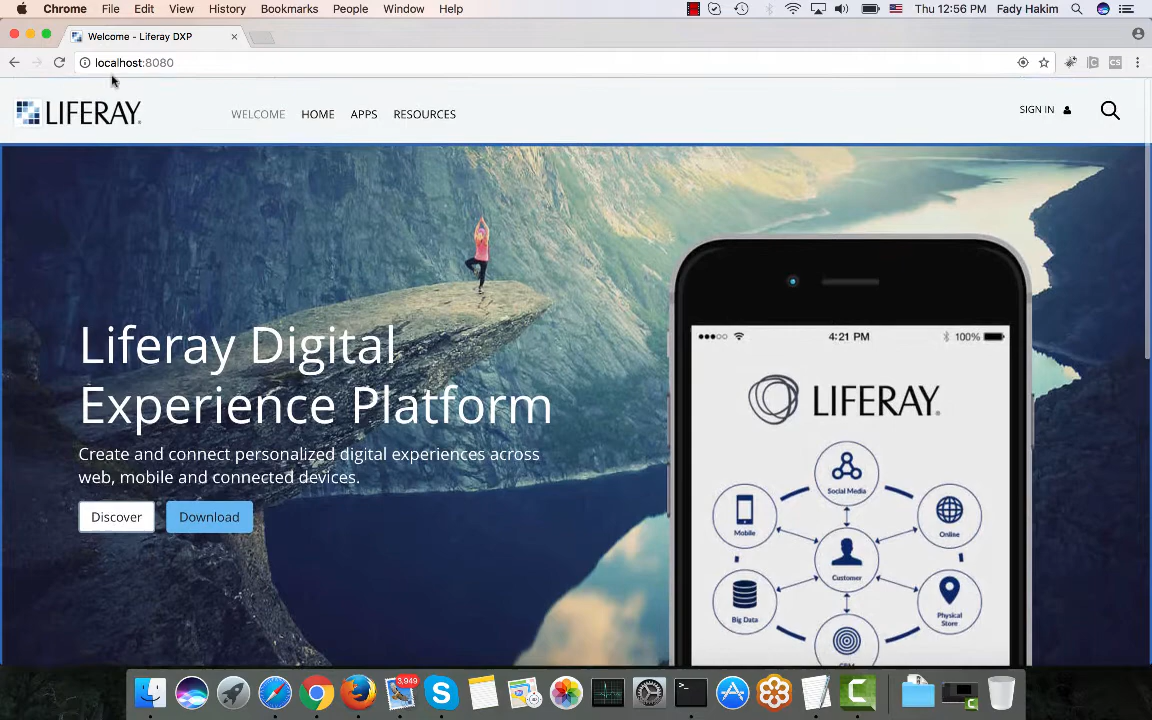 Chrome File Edit View History Bookmarks People Window Help Thu 12:56 PM Fady Hakim
Welcome - Liferay DXP
localhost:8080
LIFERAY. WELCOME HOME APPS RESOURCES SIGN IN
4:21 PM 100%
LIFERAY.
Liferay Digital
Experience Platform
Create and connect personalized digital experiences across
web, mobile and connected devices.
Discover Download
Social Media
Mobile
Online
Customer
Big Data
Physical
Store
3,949